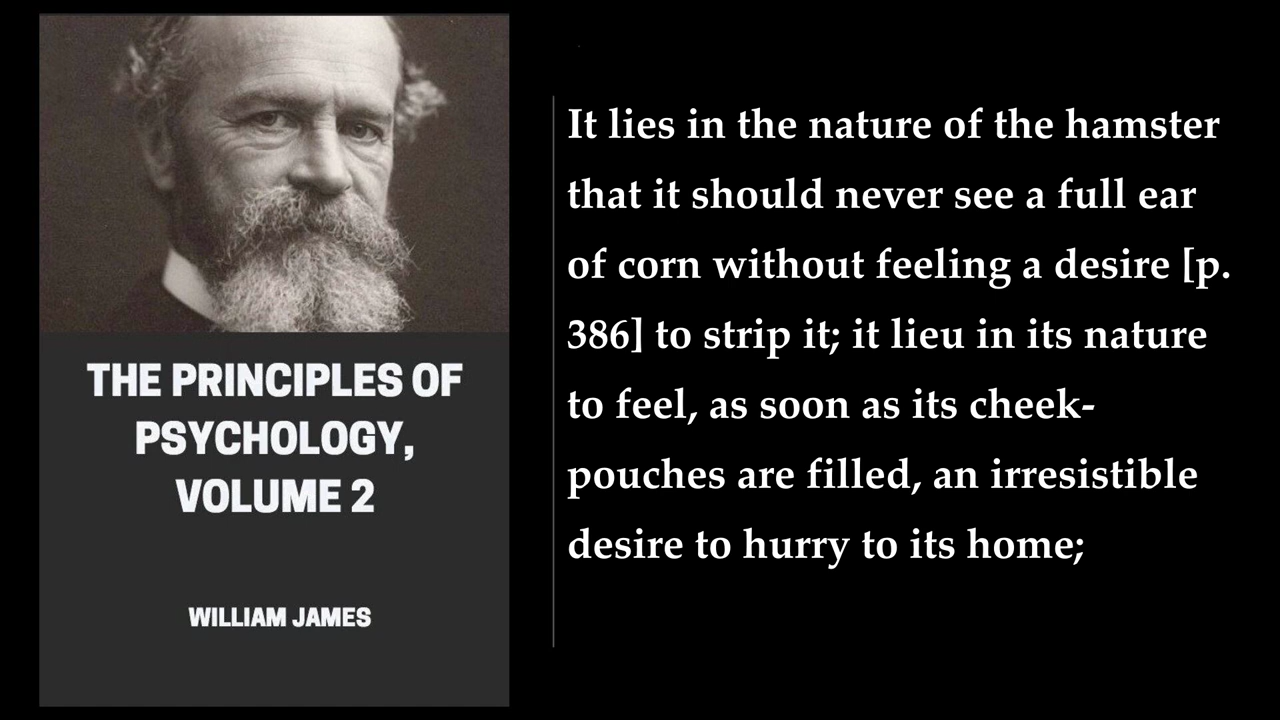 THE PRINCIPLES OF
PSYCHOLOGY,
VOLUME 2
WILLIAM JAMES
It lies in the nature of the hamster
that it should never see a full ear
of corn without feeling a desire [p.
386] to strip it; it lieu in its nature
to feel, as soon as its cheek-
pouches are filled, an irresistible
desire to hurry to its home;